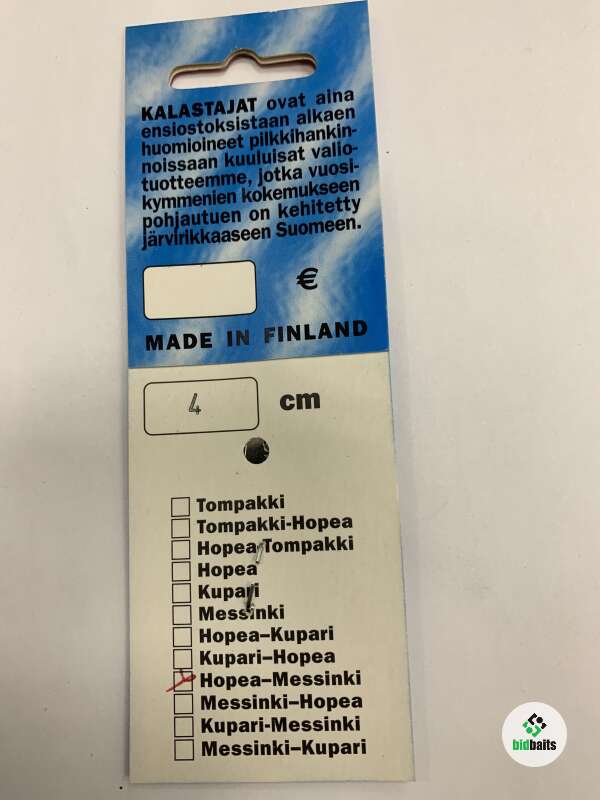 KALASTAJAT ovat aina
ensiostoksistaan alkaen
huomioineet pilkkihankin-
noissaan kuuluisat valio-
tuotteemme, jotka vuosi-
kymmenien kokemukseen
pohjautuen on kehitetty
järvirikkaaseen Suomeen.
€
MADE IN FINLAND
4 cm
Tompakki
Tompakki-Hopea
Hopea-Tompakki
Hopea
Kupari
Messinki
Hopea–Kupari
Kupari–Hopea
Hopea–Messinki
Messinki–Hopea
Kupari-Messinki
Messinki–Kupari
bidbaits